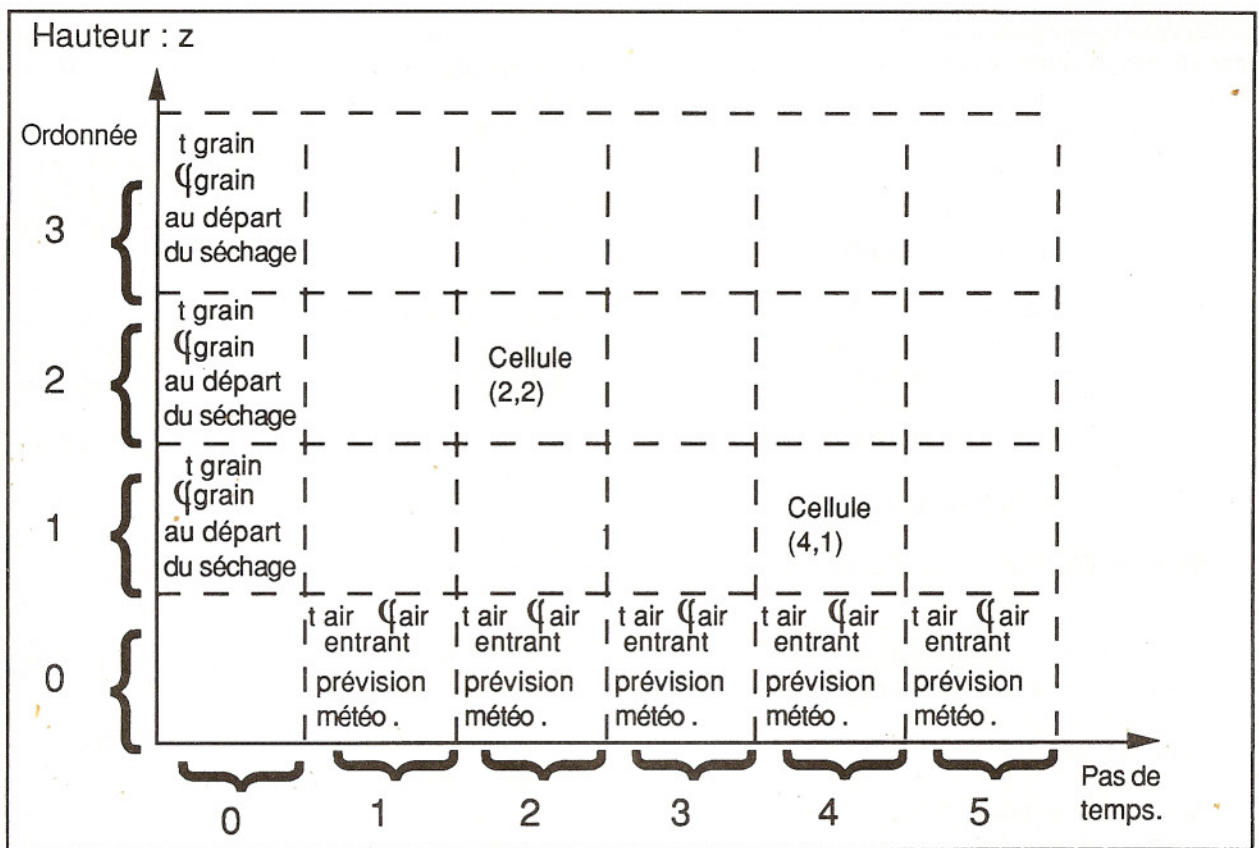 Hauteur : z
Ordonnée
3
t grain
φgrain
au départ
du séchage
2
t grain
φgrain
au départ
du séchage
Cellule
(2,2)
1
t grain
φgrain
au départ
du séchage
Cellule
(4,1)
0
t air φair
entrant
prévision
météo .
t air φair
entrant
prévision
météo .
t air φair
entrant
prévision
météo .
t air φair
entrant
prévision
météo .
t air φair
entrant
prévision
météo .
0
1
2
3
4
5
Pas de
temps.